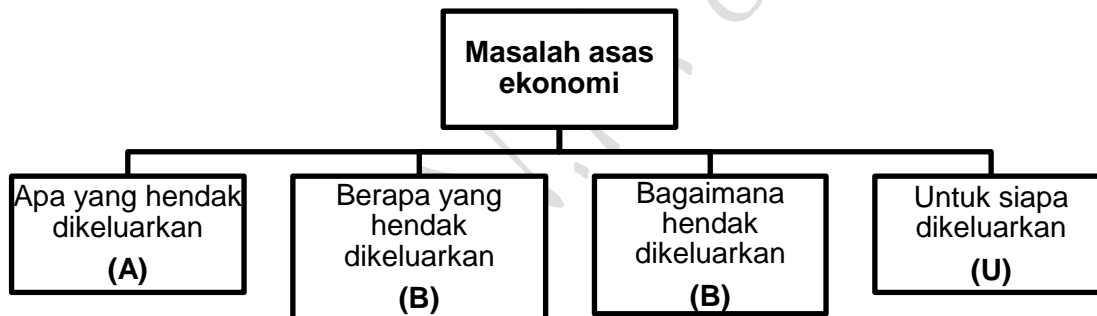 Masalah asas
ekonomi
Apa yang hendak
dikeluarkan
(A)
Berapa yang
hendak
dikeluarkan
(B)
Bagaimana
hendak
dikeluarkan
(B)
Untuk siapa
dikeluarkan
(U)